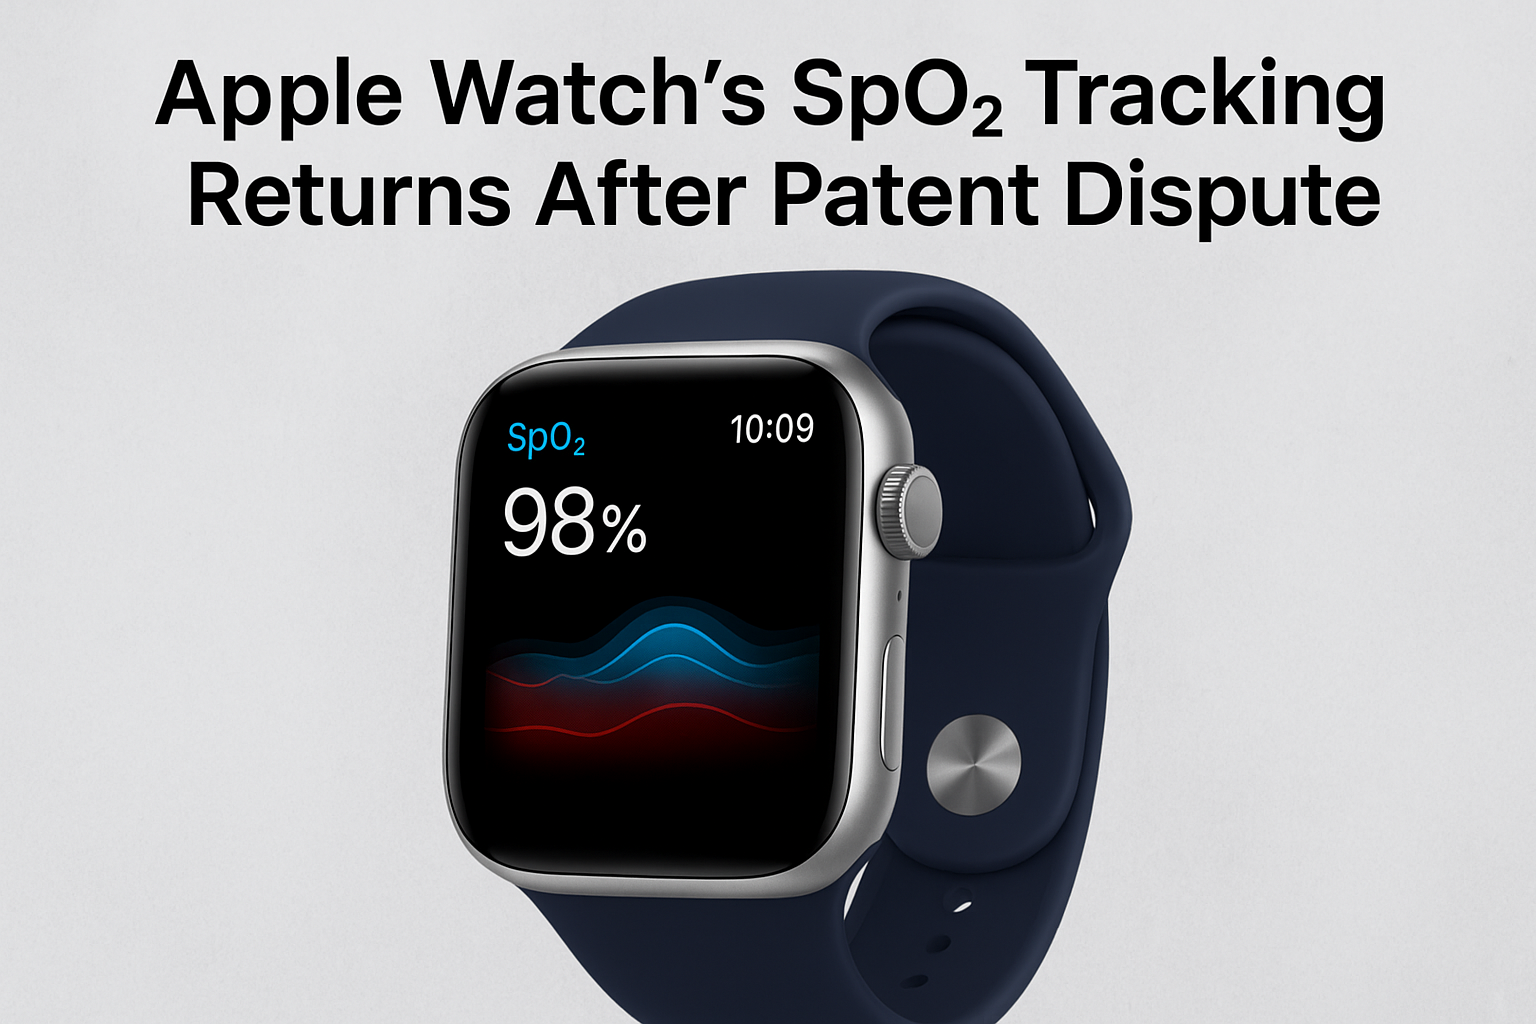 Apple Watch’s SpO₂ Tracking
Returns After Patent Dispute
SpO₂ 10:09
98%